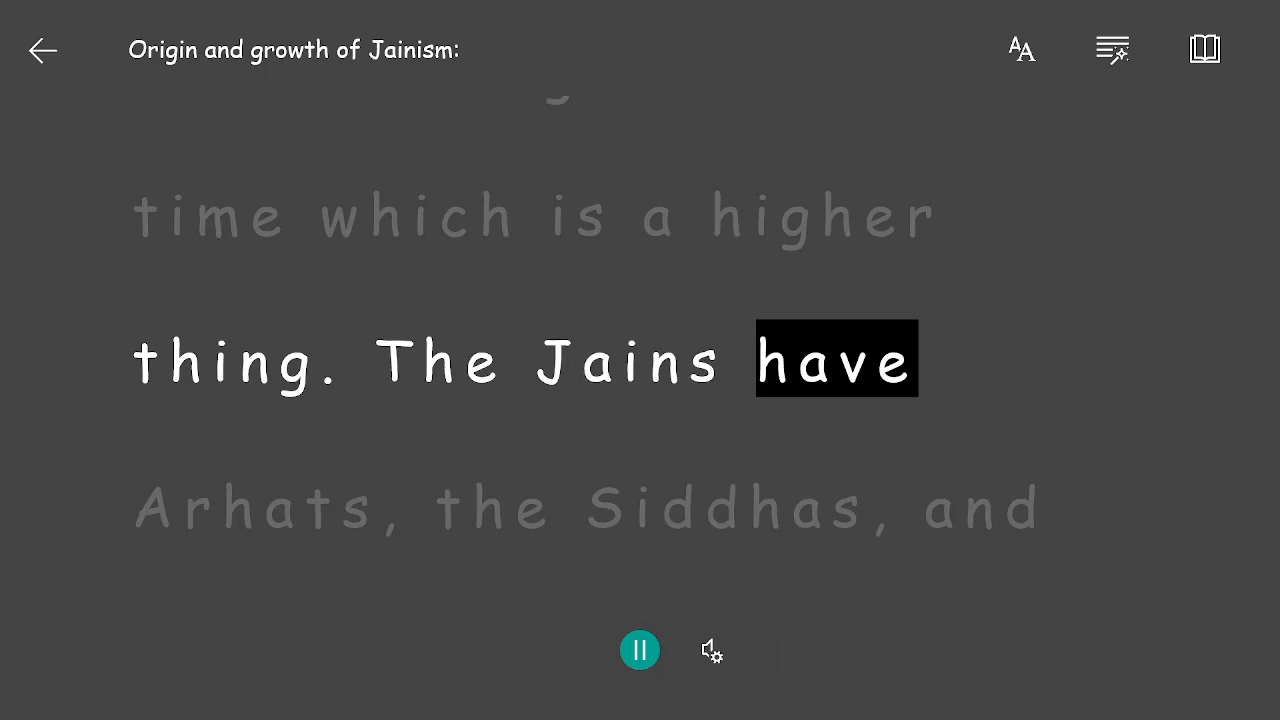 Origin and growth of Jainism:
time which is a higher
thing. The Jains have
Arhats, the Siddhas, and